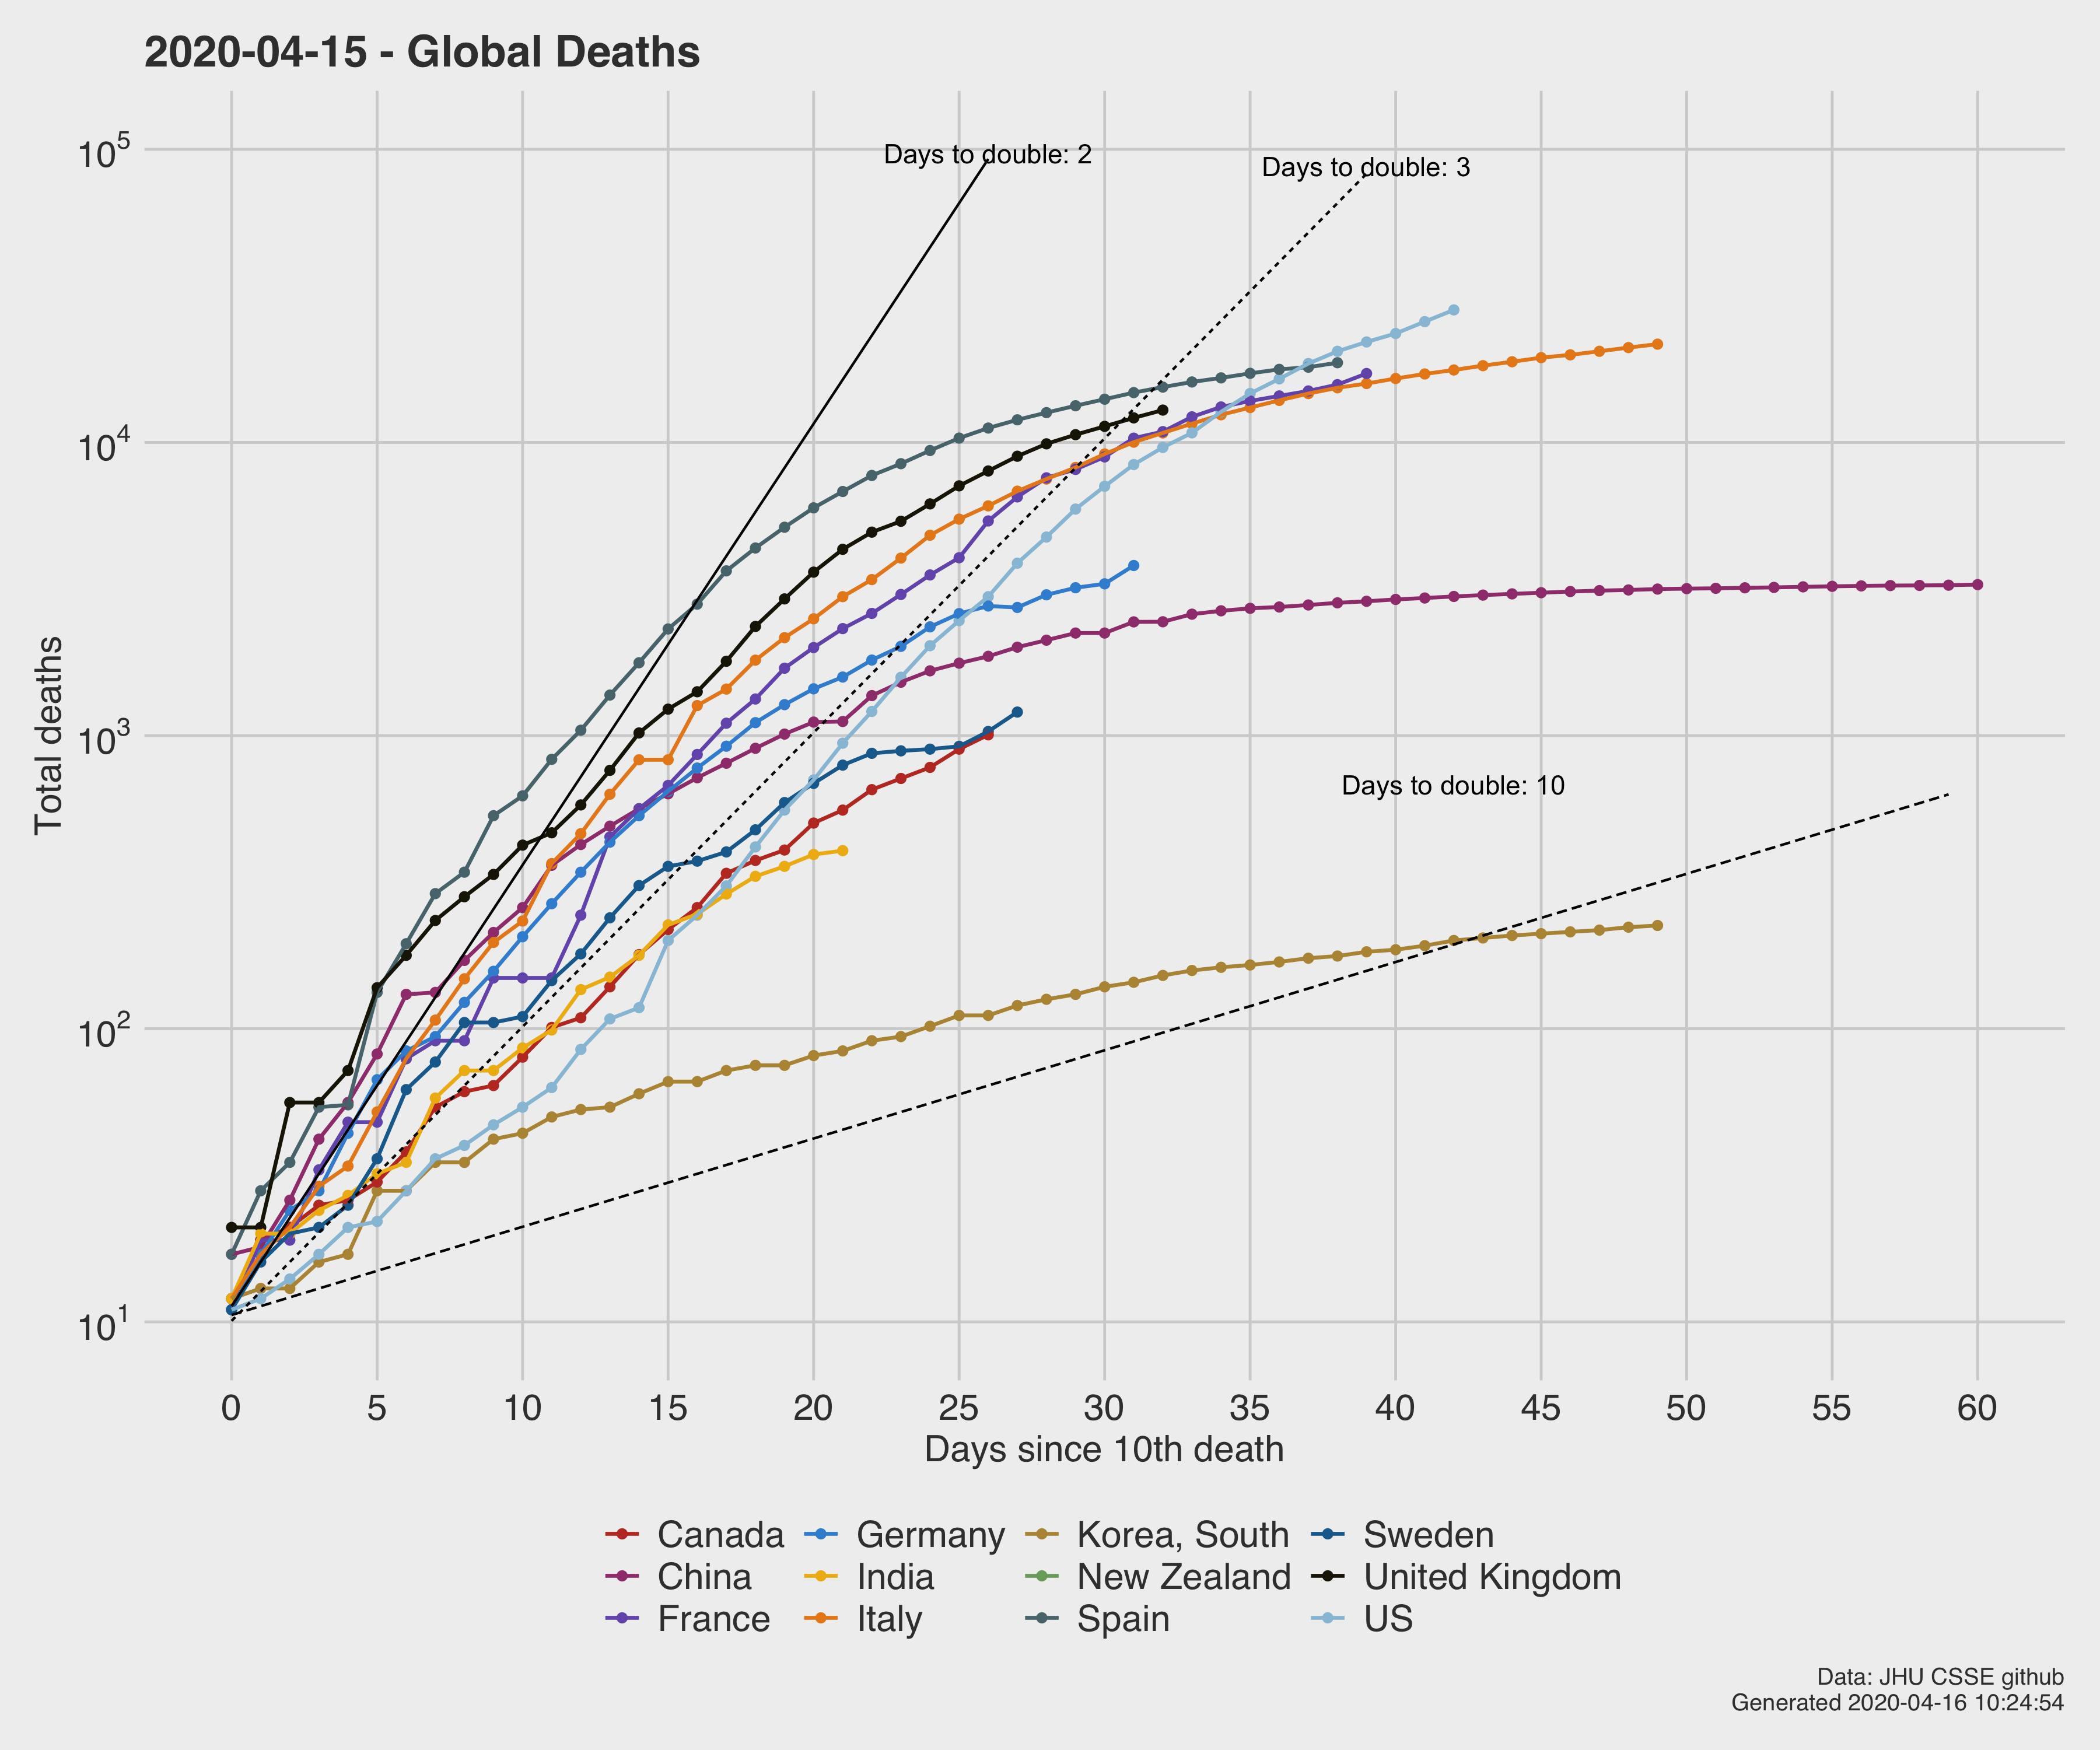 2020-04-15 - Global Deaths
10^5
10^4
10^3
10^2
10^1
Total deaths
Days to double: 2
Days to double: 3
Days to double: 10
0 5 10 15 20 25 30 35 40 45 50 55 60
Days since 10th death
Canada Germany Korea, South Sweden
China India New Zealand United Kingdom
France Italy Spain US
Data: JHU CSSE github
Generated 2020-04-16 10:24:54